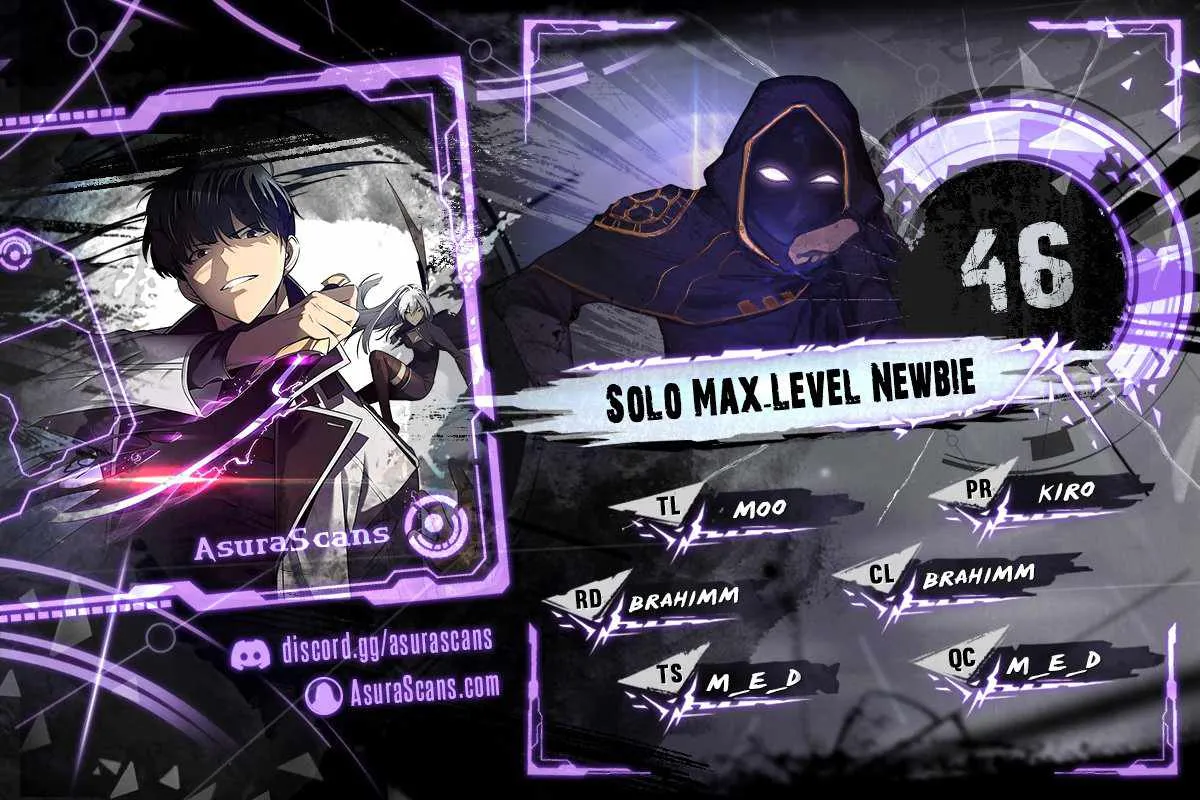 46
Solo Max-Level Newbie
TL MOO
PR KIRO
RD BRAHIMM
CL BRAHIMM
TS M_E_D
QC M_E_D
AsuraScans
discord.gg/asurascans
AsuraScans.com